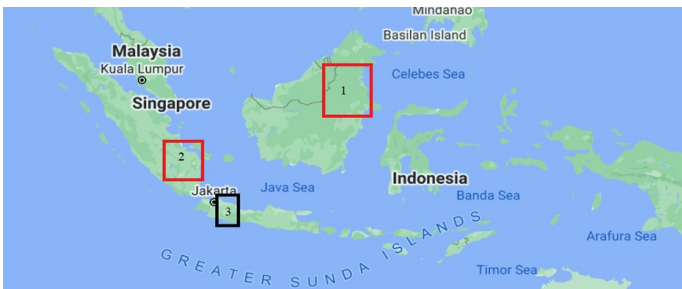 Mindanao
Basilan Island
Malaysia
Kuala Lumpur
Celebes Sea
1
Singapore
2
Indonesia
Jakarta
Java Sea
Banda Sea
3
GREATER SUNDA ISLANDS
Arafura Sea
Timor Sea